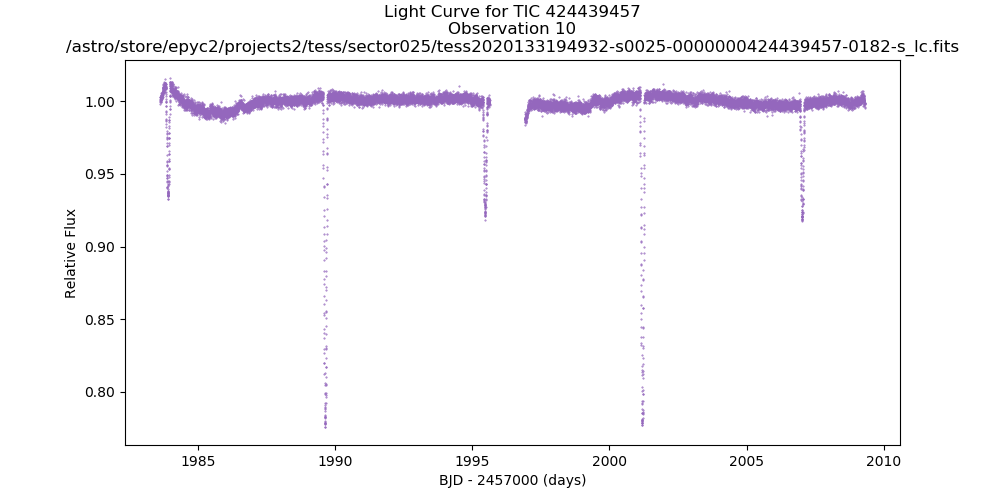 Light Curve for TIC 424439457
Observation 10
/astro/store/epyc2/projects2/tess/sector025/tess2020133194932-s0025-0000000424439457-0182-s_lc.fits
1.00
0.95
0.90
0.85
0.80
Relative Flux
1985
1990
1995
2000
2005
2010
BJD - 2457000 (days)